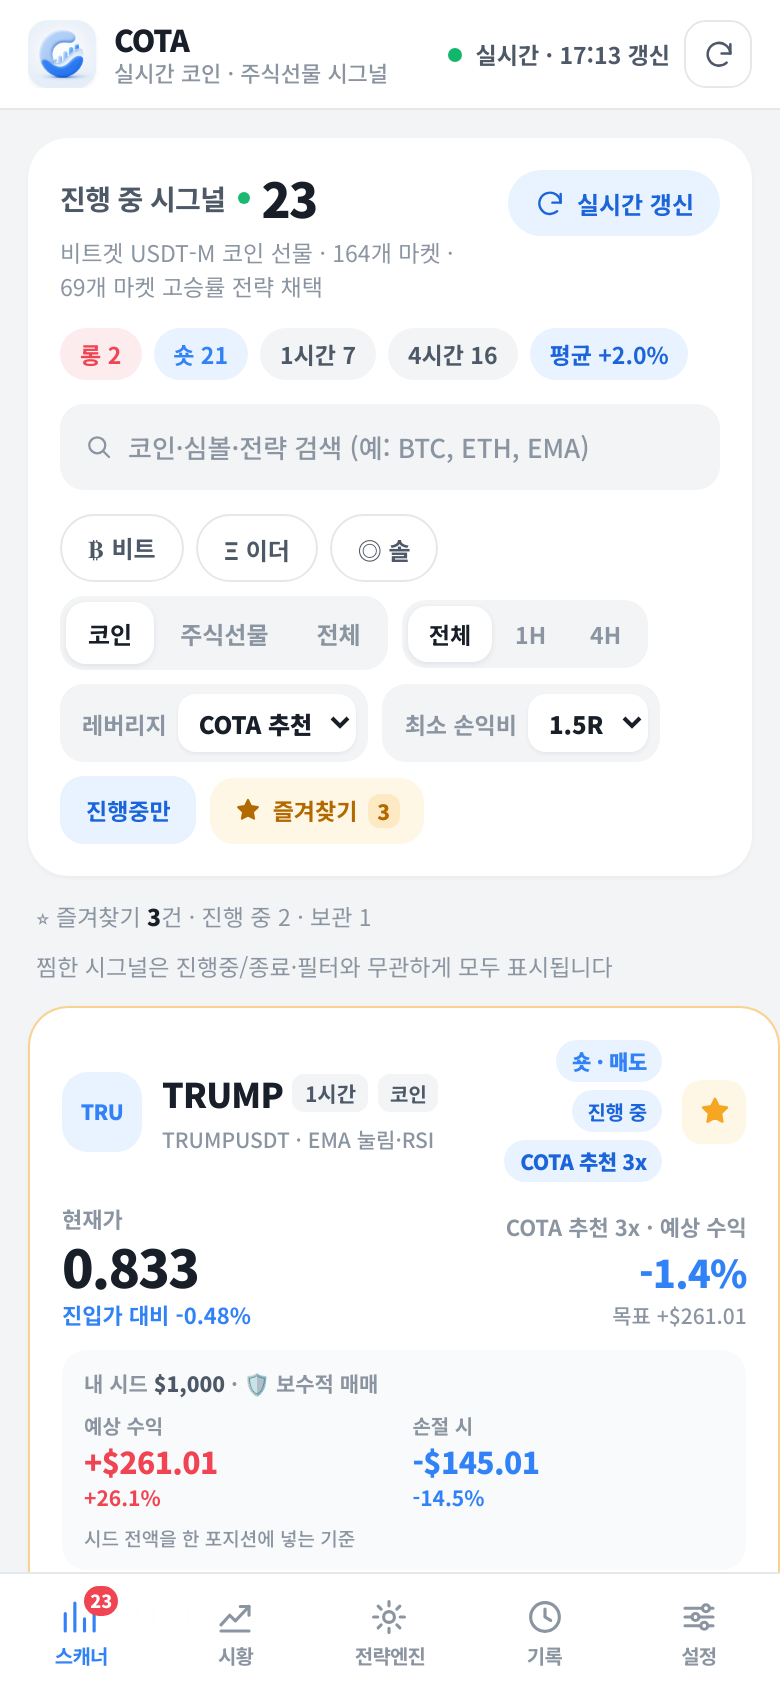 COTA
실시간 코인 · 주식선물 시그널
실시간 · 17:13 갱신
진행 중 시그널 23
실시간 갱신
비트겟 USDT-M 코인 선물 · 164개 마켓 ·
69개 마켓 고승률 전략 채택
롱 2 숏 21 1시간 7 4시간 16 평균 +2.0%
코인·심볼·전략 검색 (예: BTC, ETH, EMA)
₿ 비트 Ξ 이더 ◎ 솔
코인 주식선물 전체 전체 1H 4H
레버리지 COTA 추천 최소 손익비 1.5R
진행중만 ★ 즐겨찾기 3
⭐ 즐겨찾기 3건 · 진행 중 2 · 보관 1
찜한 시그널은 진행중/종료·필터와 무관하게 모두 표시됩니다
숏 · 매도
TRU TRUMP 1시간 코인
진행 중
TRUMPUSDT · EMA 눌림·RSI
COTA 추천 3x
현재가
COTA 추천 3x · 예상 수익
0.833
-1.4%
진입가 대비 -0.48%
목표 +$261.01
내 시드 $1,000 · 🛡️ 보수적 매매
예상 수익 손절 시
+$261.01 -$145.01
+26.1% -14.5%
시드 전액을 한 포지션에 넣는 기준
23
스캐너 시황 전략엔진 기록 설정